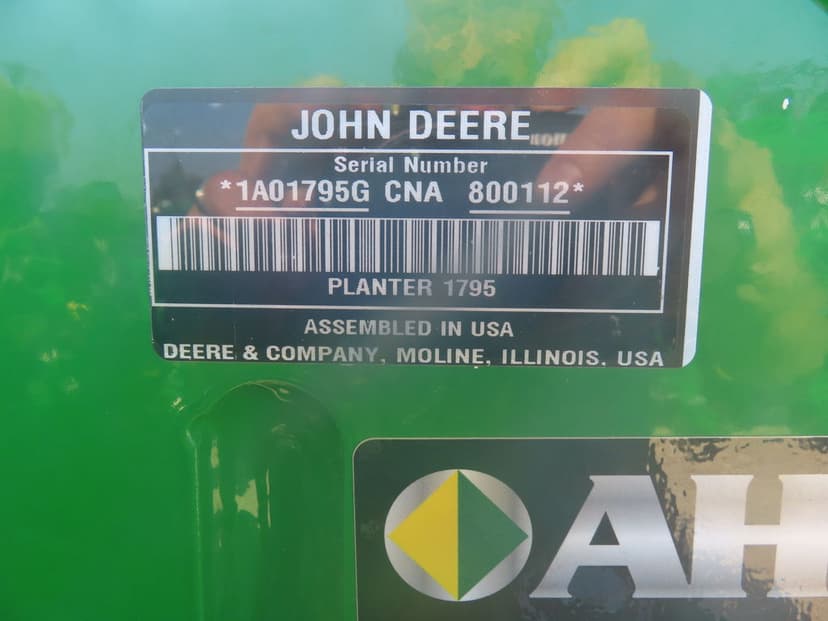 JOHN DEERE
Serial Number
*1A01795G CNA 800112*
PLANTER 1795
ASSEMBLED IN USA
DEERE & COMPANY, MOLINE, ILLINOIS, USA
AH